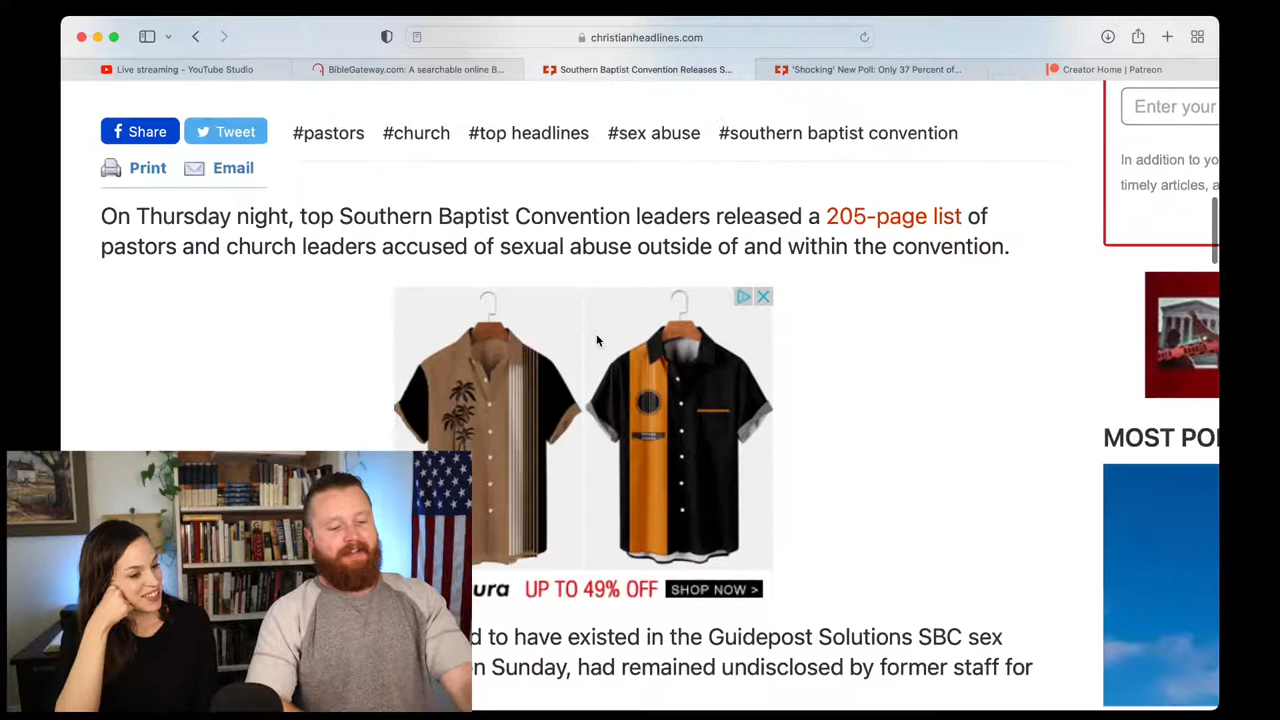 christianheadlines.com
Live streaming - YouTube Studio
BibleGateway.com: A searchable online B...
Southern Baptist Convention Releases S...
'Shocking' New Poll: Only 37 Percent of...
Creator Home | Patreon
Share
Tweet
#pastors #church #top headlines #sex abuse #southern baptist convention
Print
Email
Enter your
In addition to yo
timely articles, a
On Thursday night, top Southern Baptist Convention leaders released a 205-page list of
pastors and church leaders accused of sexual abuse outside of and within the convention.
MOST POP
ura UP TO 49% OFF SHOP NOW >
d to have existed in the Guidepost Solutions SBC sex
n Sunday, had remained undisclosed by former staff for